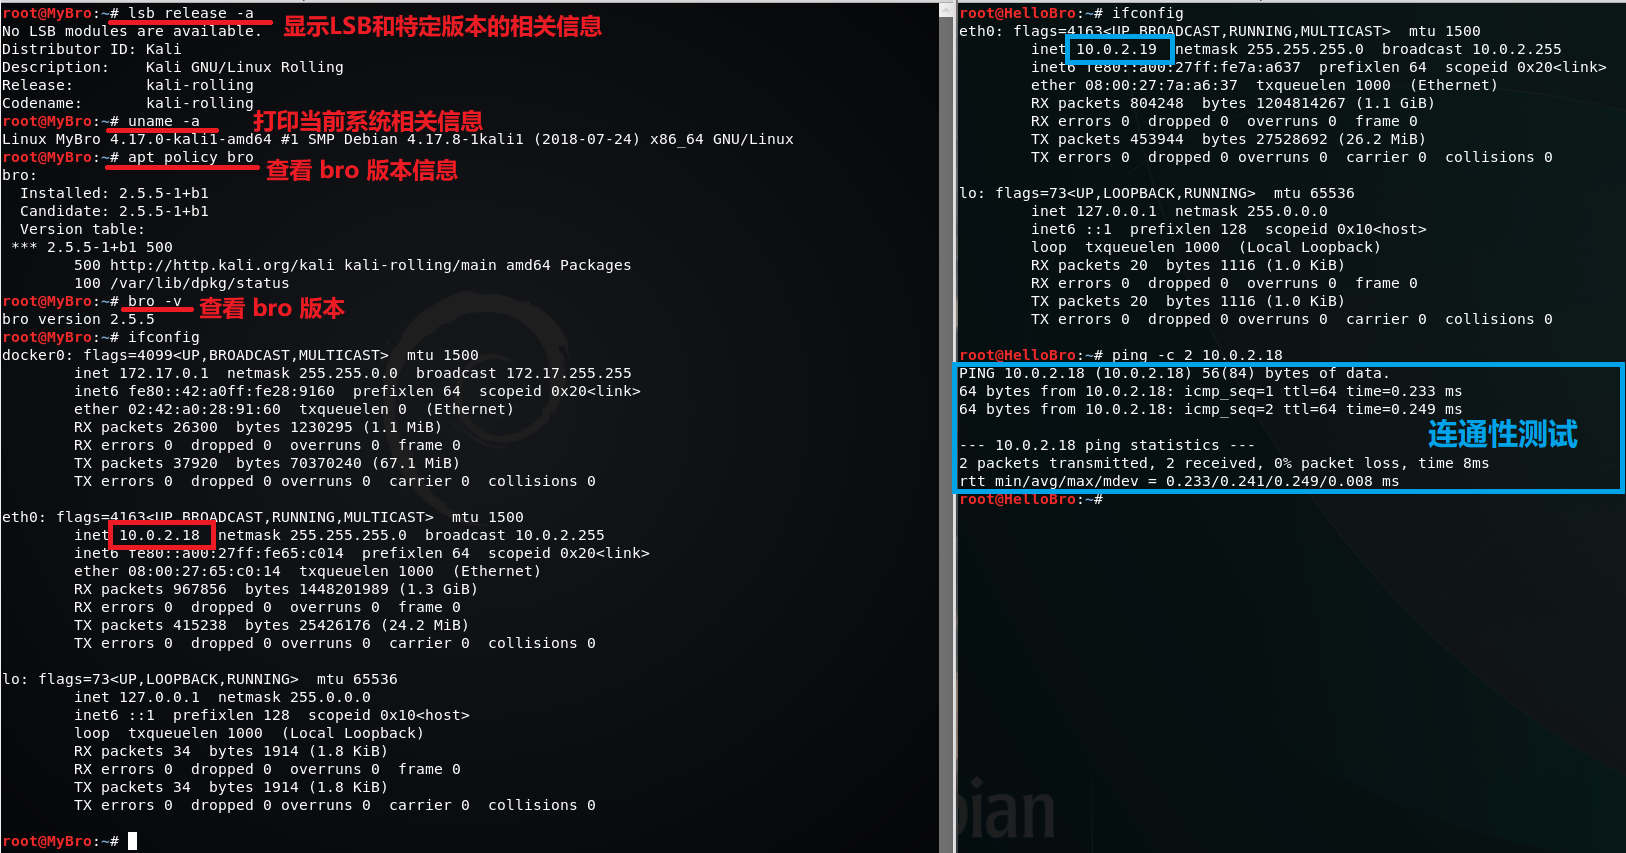 root@MyBro:~# lsb_release -a
显示LSB和特定版本的相关信息
No LSB modules are available.
Distributor ID: Kali
Description:    Kali GNU/Linux Rolling
Release:        kali-rolling
Codename:       kali-rolling
root@MyBro:~# uname -a
打印当前系统相关信息
Linux MyBro 4.17.0-kali1-amd64 #1 SMP Debian 4.17.8-1kali1 (2018-07-24) x86_64 GNU/Linux
root@MyBro:~# apt policy bro
查看 bro 版本信息
bro:
  Installed: 2.5.5-1+b1
  Candidate: 2.5.5-1+b1
  Version table:
 *** 2.5.5-1+b1 500
        500 http://http.kali.org/kali kali-rolling/main amd64 Packages
        100 /var/lib/dpkg/status
root@MyBro:~# bro -v
查看 bro 版本
bro version 2.5.5
root@MyBro:~# ifconfig
docker0: flags=4099<UP,BROADCAST,MULTICAST>  mtu 1500
        inet 172.17.0.1  netmask 255.255.0.0  broadcast 172.17.255.255
        inet6 fe80::42:a0ff:fe28:9160  prefixlen 64  scopeid 0x20<link>
        ether 02:42:a0:28:91:60  txqueuelen 0  (Ethernet)
        RX packets 26300  bytes 1230295 (1.1 MiB)
        RX errors 0  dropped 0  overruns 0  frame 0
        TX packets 37920  bytes 70370240 (67.1 MiB)
        TX errors 0  dropped 0 overruns 0  carrier 0  collisions 0
eth0: flags=4163<UP,BROADCAST,RUNNING,MULTICAST>  mtu 1500
        inet 10.0.2.18  netmask 255.255.255.0  broadcast 10.0.2.255
        inet6 fe80::a00:27ff:fe65:c014  prefixlen 64  scopeid 0x20<link>
        ether 08:00:27:65:c0:14  txqueuelen 1000  (Ethernet)
        RX packets 967856  bytes 1448201989 (1.3 GiB)
        RX errors 0  dropped 0  overruns 0  frame 0
        TX packets 415238  bytes 25426176 (24.2 MiB)
        TX errors 0  dropped 0 overruns 0  carrier 0  collisions 0
lo: flags=73<UP,LOOPBACK,RUNNING>  mtu 65536
        inet 127.0.0.1  netmask 255.0.0.0
        inet6 ::1  prefixlen 128  scopeid 0x10<host>
        loop  txqueuelen 1000  (Local Loopback)
        RX packets 34  bytes 1914 (1.8 KiB)
        RX errors 0  dropped 0  overruns 0  frame 0
        TX packets 34  bytes 1914 (1.8 KiB)
        TX errors 0  dropped 0 overruns 0  carrier 0  collisions 0
root@MyBro:~#
root@HelloBro:~# ifconfig
eth0: flags=4163<UP,BROADCAST,RUNNING,MULTICAST>  mtu 1500
        inet 10.0.2.19  netmask 255.255.255.0  broadcast 10.0.2.255
        inet6 fe80::a00:27ff:fe7a:a637  prefixlen 64  scopeid 0x20<link>
        ether 08:00:27:7a:a6:37  txqueuelen 1000  (Ethernet)
        RX packets 804248  bytes 1204814267 (1.1 GiB)
        RX errors 0  dropped 0  overruns 0  frame 0
        TX packets 453944  bytes 27528692 (26.2 MiB)
        TX errors 0  dropped 0 overruns 0  carrier 0  collisions 0
lo: flags=73<UP,LOOPBACK,RUNNING>  mtu 65536
        inet 127.0.0.1  netmask 255.0.0.0
        inet6 ::1  prefixlen 128  scopeid 0x10<host>
        loop  txqueuelen 1000  (Local Loopback)
        RX packets 20  bytes 1116 (1.0 KiB)
        RX errors 0  dropped 0  overruns 0  frame 0
        TX packets 20  bytes 1116 (1.0 KiB)
        TX errors 0  dropped 0 overruns 0  carrier 0  collisions 0
root@HelloBro:~# ping -c 2 10.0.2.18
PING 10.0.2.18 (10.0.2.18) 56(84) bytes of data.
64 bytes from 10.0.2.18: icmp_seq=1 ttl=64 time=0.233 ms
64 bytes from 10.0.2.18: icmp_seq=2 ttl=64 time=0.249 ms
连通性测试
--- 10.0.2.18 ping statistics ---
2 packets transmitted, 2 received, 0% packet loss, time 8ms
rtt min/avg/max/mdev = 0.233/0.241/0.249/0.008 ms
root@HelloBro:~#